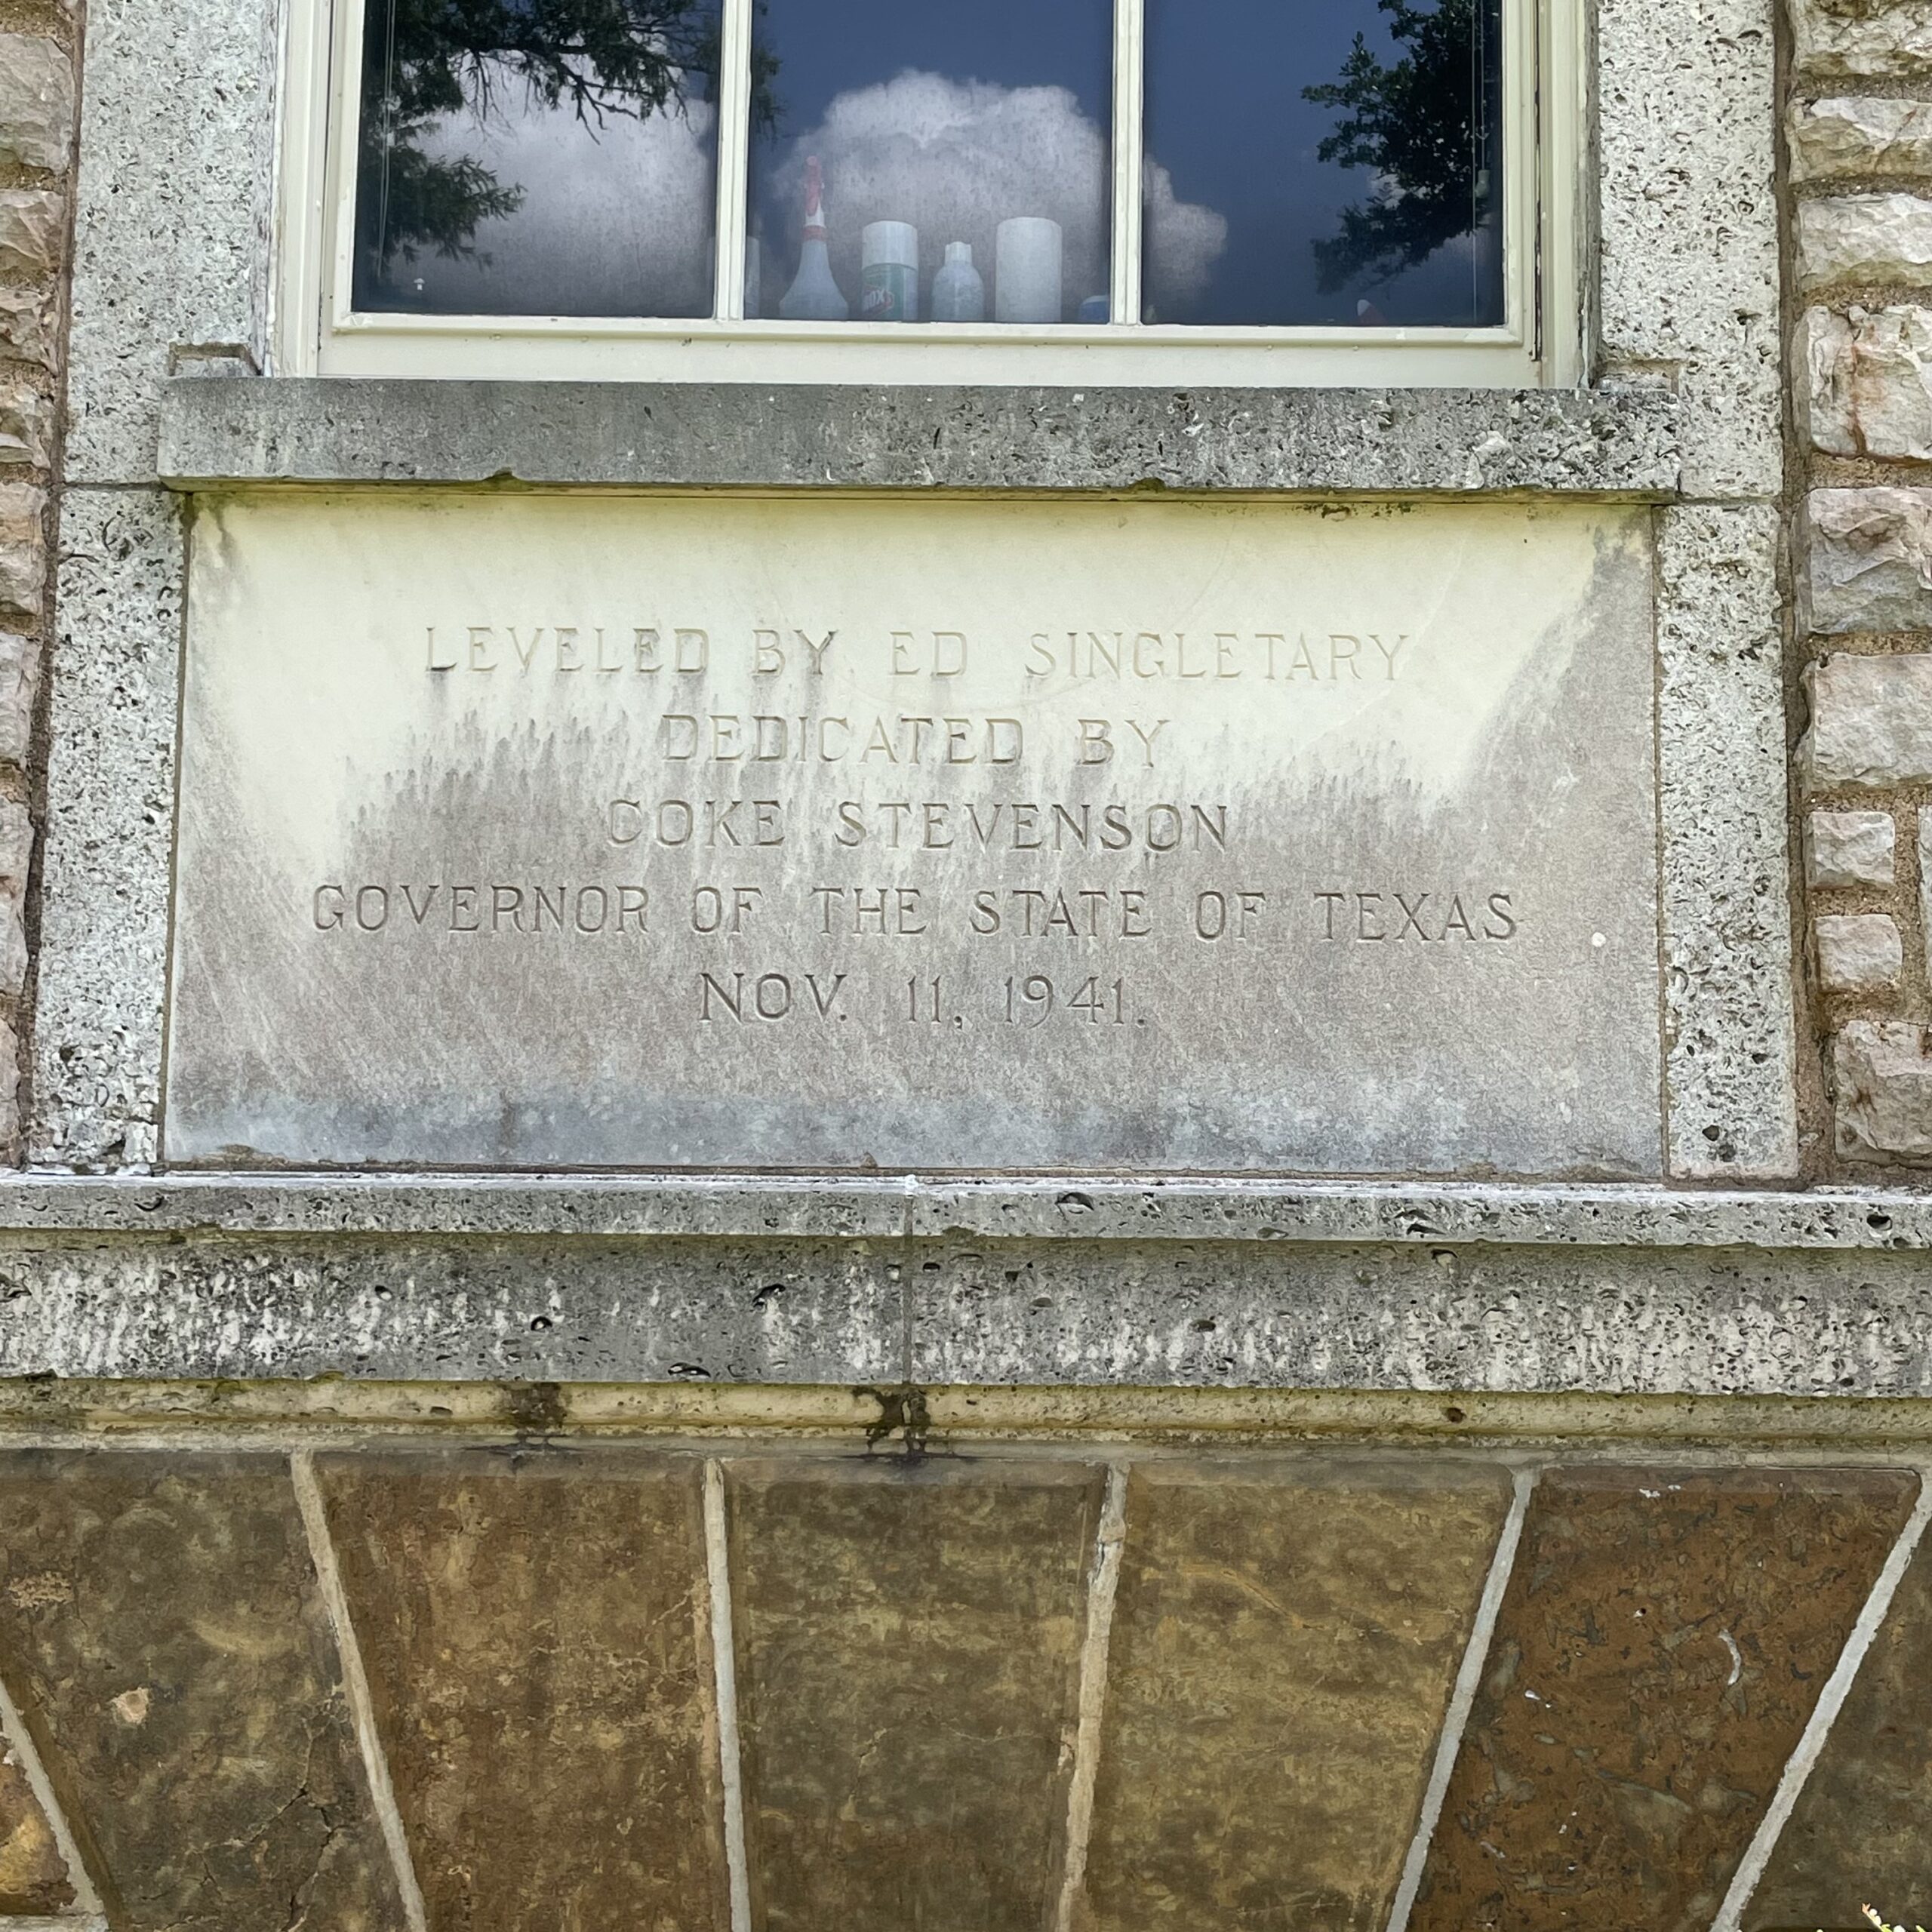 LEVELED BY ED SINGLETARY
DEDICATED BY
COKE STEVENSON
GOVERNOR OF THE STATE OF TEXAS
NOV. 11, 1941.